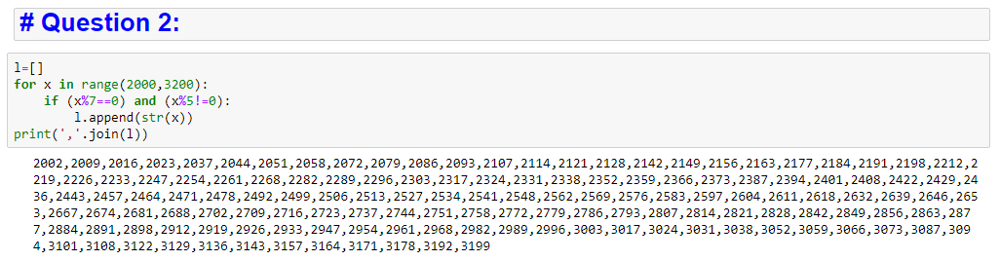 # Question 2:
l=[]
for x in range(2000,3200):
    if (x%7==0) and (x%5!=0):
        l.append(str(x))
print(','.join(l))
2002,2009,2016,2023,2037,2044,2051,2058,2072,2079,2086,2093,2107,2114,2121,2128,2142,2149,2156,2163,2177,2184,2191,2198,2212,2
219,2226,2233,2247,2254,2261,2268,2282,2289,2296,2303,2317,2324,2331,2338,2352,2359,2366,2373,2387,2394,2401,2408,2422,2429,24
36,2443,2457,2464,2471,2478,2492,2499,2506,2513,2527,2534,2541,2548,2562,2569,2576,2583,2597,2604,2611,2618,2632,2639,2646,265
3,2667,2674,2681,2688,2702,2709,2716,2723,2737,2744,2751,2758,2772,2779,2786,2793,2807,2814,2821,2828,2842,2849,2856,2863,287
7,2884,2891,2898,2912,2919,2926,2933,2947,2954,2961,2968,2982,2989,2996,3003,3017,3024,3031,3038,3052,3059,3066,3073,3087,309
4,3101,3108,3122,3129,3136,3143,3157,3164,3171,3178,3192,3199